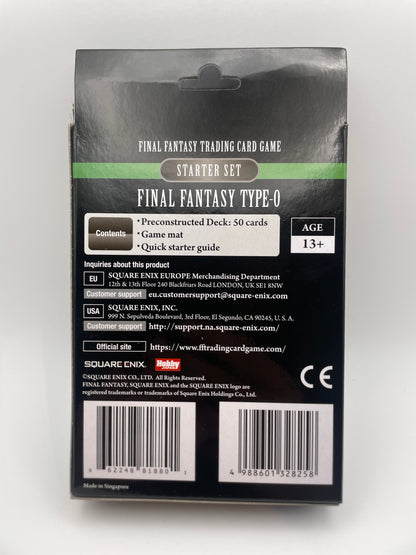 FINAL FANTASY TRADING CARD GAME
STARTER SET
FINAL FANTASY TYPE-0
Contents
・Preconstructed Deck: 50 cards
・Game mat
・Quick starter guide
AGE
13+
Inquiries about this product
EU
SQUARE ENIX EUROPE Merchandising Department
12th & 13th Floor 240 Blackfriars Road LONDON, UK SE1 8NW
Customer support
eu.customersupport@square-enix.com
USA
SQUARE ENIX, INC.
999 N. Sepulveda Boulevard, 3rd Floor, El Segundo, CA 90245, U. S. A.
Customer support
http://support.na.square-enix.com/
Official site
https://www.fftradingcardgame.com/
SQUARE ENIX
Hobby JAPAN
CE
©SQUARE ENIX CO., LTD. All Rights Reserved.
FINAL FANTASY, SQUARE ENIX and the SQUARE ENIX logo are
registered trademarks or trademarks of Square Enix Holdings Co., Ltd.
62248 81880 1
4 988601 328258
Made in Singapore